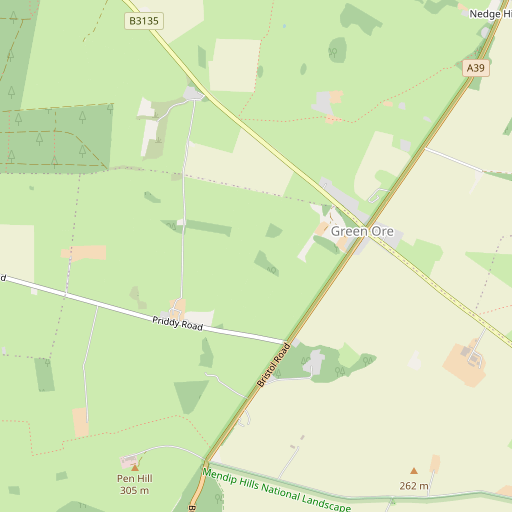 Nedge Hi
B3135
A39
Green Ore
d
Priddy Road
Bristol Road
Pen Hill
305 m
Mendip Hills National Landscape
262 m
B